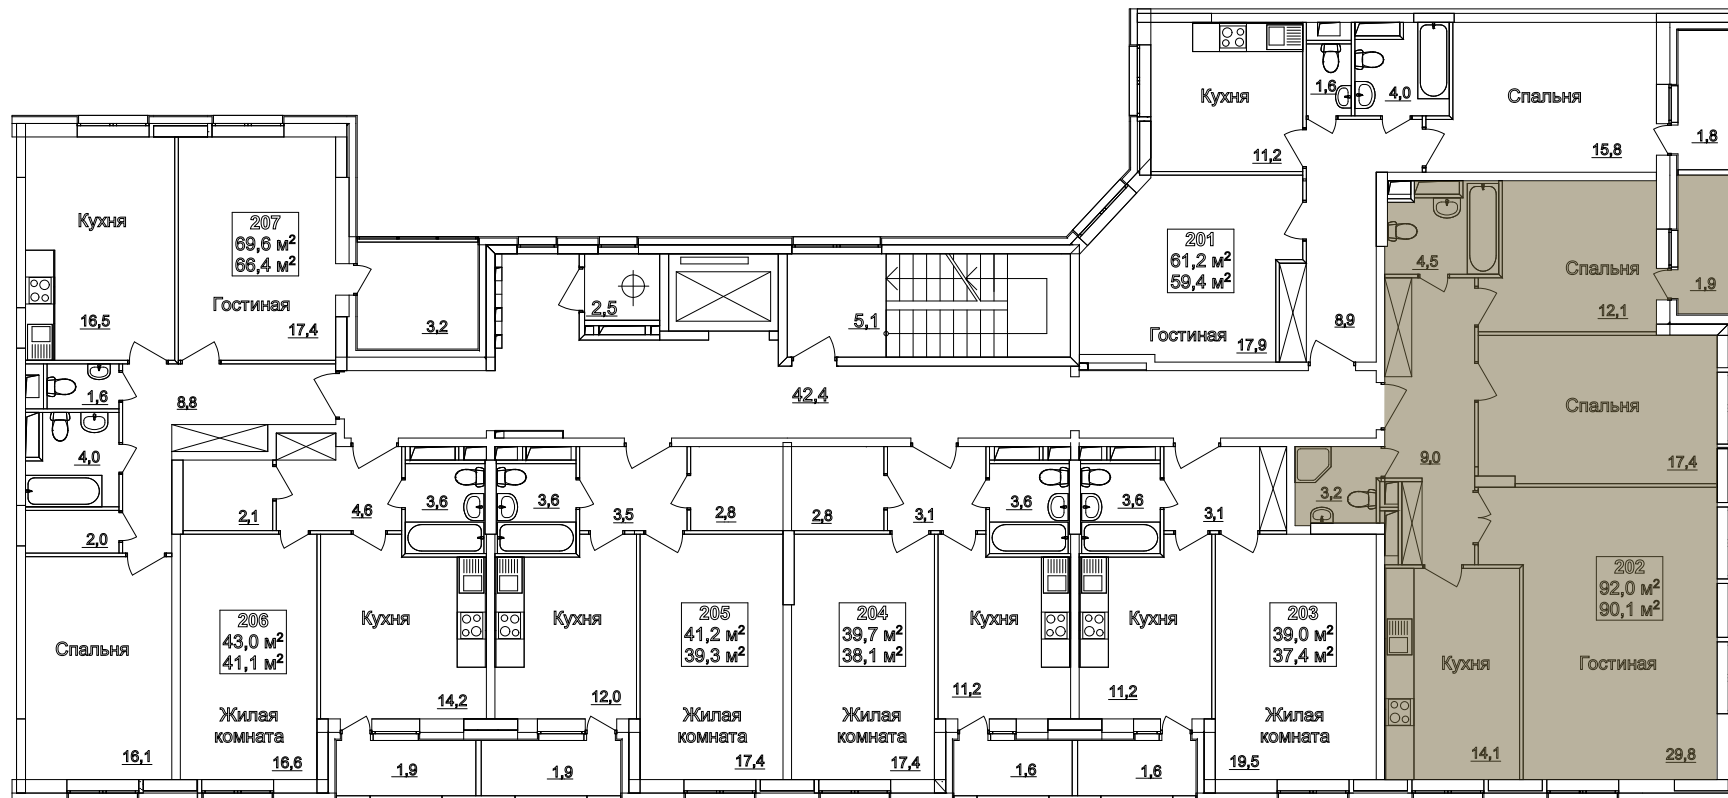 Кухня
1,6
4,0
Спальня
11,2
15,8
1,8
Кухня
16,5
207
69,6 м²
66,4 м²
Гостиная
17,4
3,2
2,5
5,1
201
61,2 м²
59,4 м²
Гостиная
17,9
8,9
4,5
Спальня
12,1
1,9
1,6
8,8
42,4
Спальня
17,4
4,0
2,1
2,0
4,6
3,6
3,6
3,5
2,8
2,8
3,1
3,6
3,6
3,1
3,2
9,0
Спальня
16,1
206
43,0 м²
41,1 м²
Жилая
комната
16,6
Кухня
14,2
Кухня
12,0
205
41,2 м²
39,3 м²
Жилая
комната
17,4
204
39,7 м²
38,1 м²
Жилая
комната
17,4
Кухня
11,2
Кухня
11,2
203
39,0 м²
37,4 м²
Жилая
комната
19,5
Кухня
14,1
202
92,0 м²
90,1 м²
Гостиная
29,8
1,9
1,9
1,6
1,6